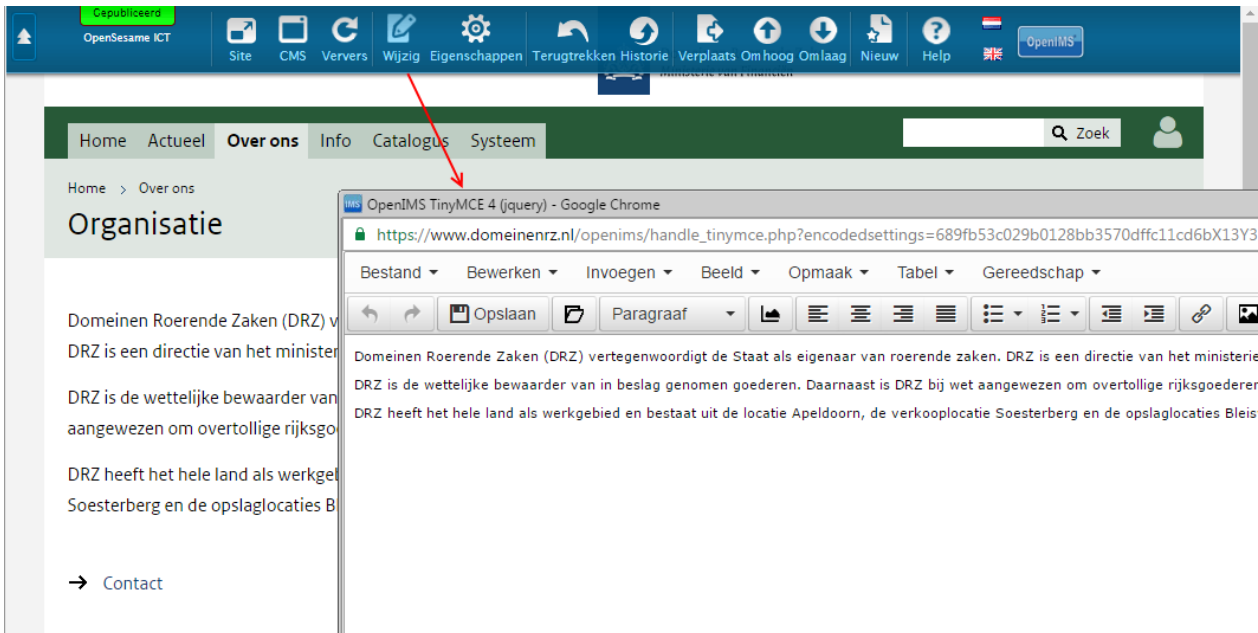 Gepubliceerd
OpenSesame ICT
Site CMS Ververs Wijzig Eigenschappen Terugtrekken Historie Verplaats Omhoog Omlaag Nieuw Help OpenIMS
Ministerie van Financiën
Home Actueel Over ons Info Catalogus Systeem Zoek
Home > Over ons
Organisatie
IMS OpenIMS TinyMCE 4 (jquery) - Google Chrome
https://www.domeinenrz.nl/openims/handle_tinymce.php?encodedsettings=689fb53c029b0128bb3570dffc11cd6bX13Y3
Bestand Bewerken Invoegen Beeld Opmaak Tabel Gereedschap
Opslaan Paragraaf
Domeinen Roerende Zaken (DRZ) vertegenwoordigt de Staat als eigenaar van roerende zaken. DRZ is een directie van het ministerie
DRZ is de wettelijke bewaarder van in beslag genomen goederen. Daarnaast is DRZ bij wet aangewezen om overtollige rijksgoederen
DRZ heeft het hele land als werkgebied en bestaat uit de locatie Apeldoorn, de verkooplocatie Soesterberg en de opslaglocaties Bleis
Domeinen Roerende Zaken (DRZ) v
DRZ is een directie van het minister
DRZ is de wettelijke bewaarder van
aangewezen om overtollige rijksgo
DRZ heeft het hele land als werkge
Soesterberg en de opslaglocaties B
Contact